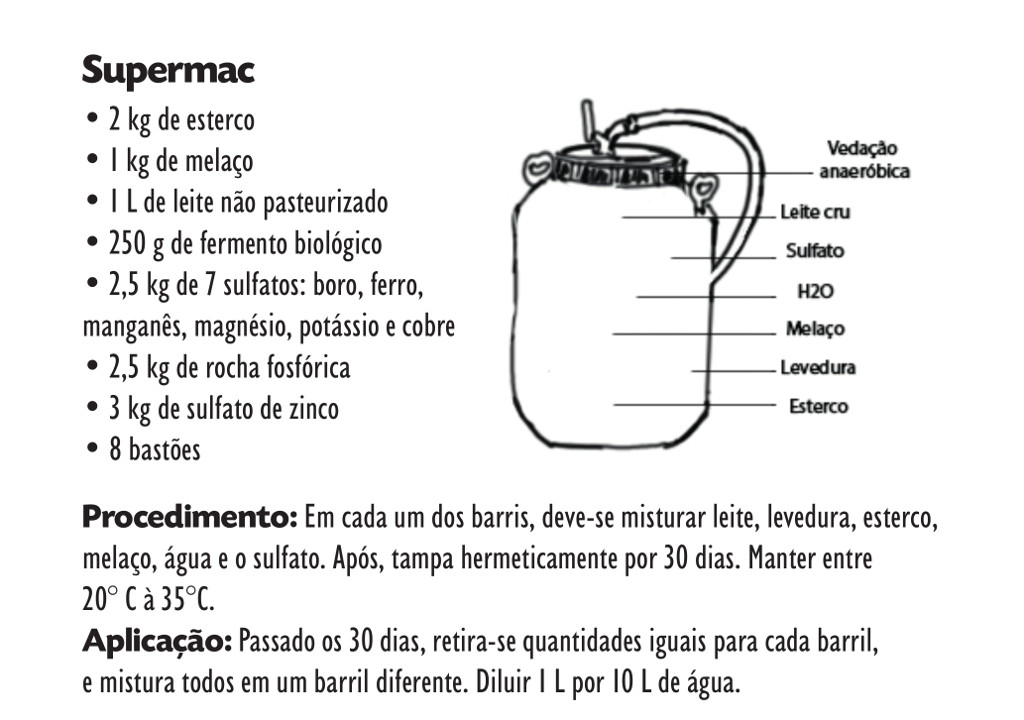 Supermac
• 2 kg de esterco
• 1 kg de melaço
• 1 L de leite não pasteurizado
• 250 g de fermento biológico
• 2,5 kg de 7 sulfatos: boro, ferro,
manganês, magnésio, potássio e cobre
• 2,5 kg de rocha fosfórica
• 3 kg de sulfato de zinco
• 8 bastões
Vedação
anaeróbica
Leite cru
Sulfato
H2O
Melaço
Levedura
Esterco
Procedimento: Em cada um dos barris, deve-se misturar leite, levedura, esterco,
melaço, água e o sulfato. Após, tampa hermeticamente por 30 dias. Manter entre
20° C à 35°C.
Aplicação: Passado os 30 dias, retira-se quantidades iguais para cada barril,
e mistura todos em um barril diferente. Diluir 1 L por 10 L de água.